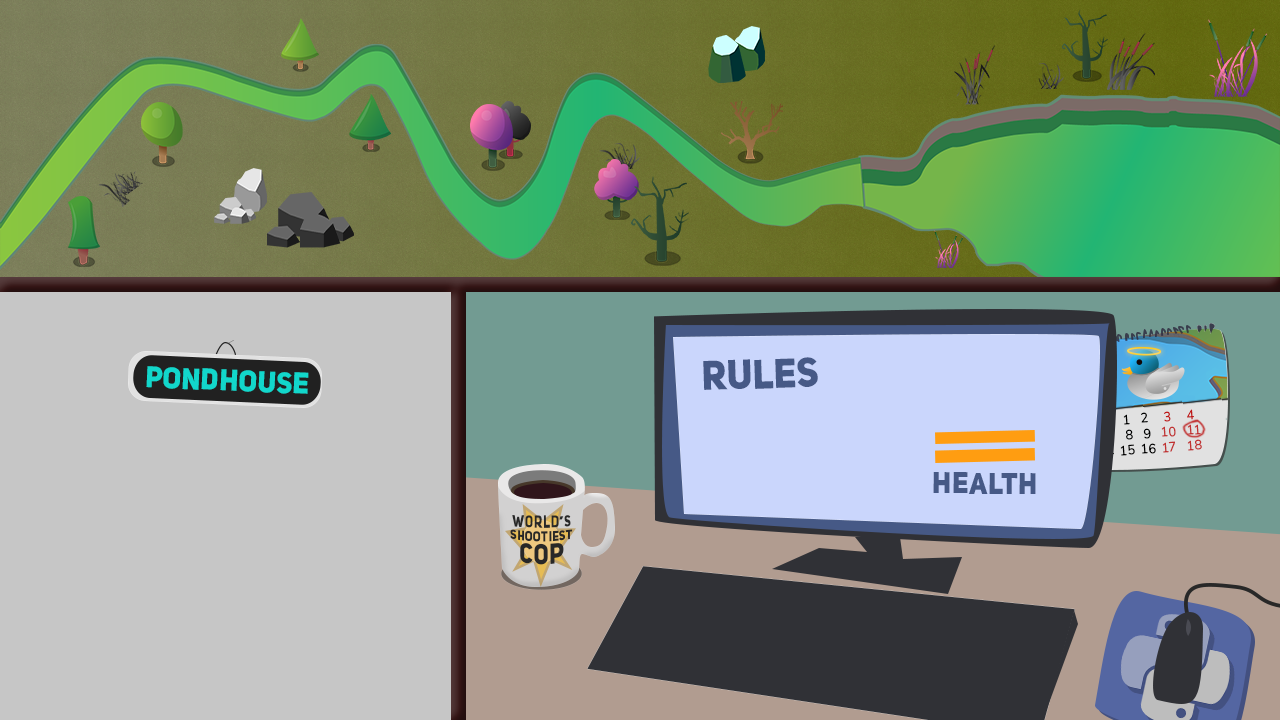 PONDHOUSE
RULES
HEALTH
WORLD'S
SHOOTIEST
COP
1 2 3 4
8 9 10 11
15 16 17 18